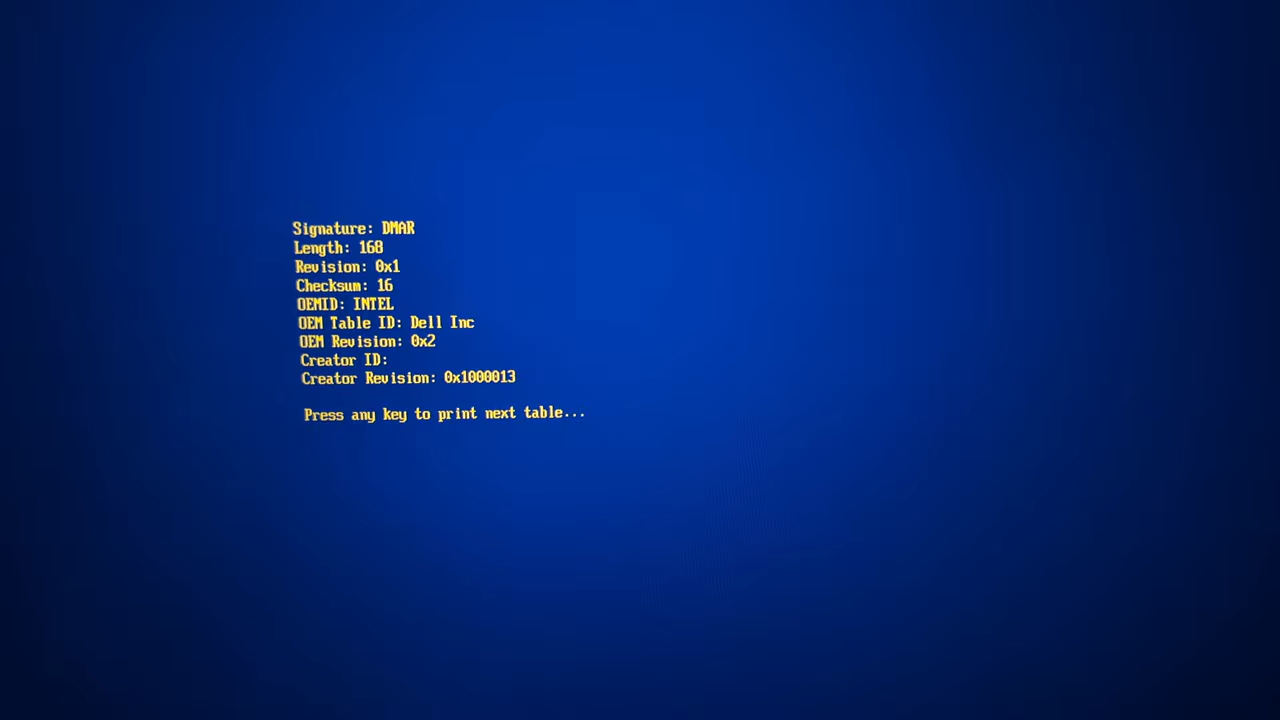 Signature: DMAR
Length: 168
Revision: 0x1
Checksum: 16
OEMID: INTEL
OEM Table ID: Dell Inc
OEM Revision: 0x2
Creator ID:
Creator Revision: 0x1000013
Press any key to print next table...